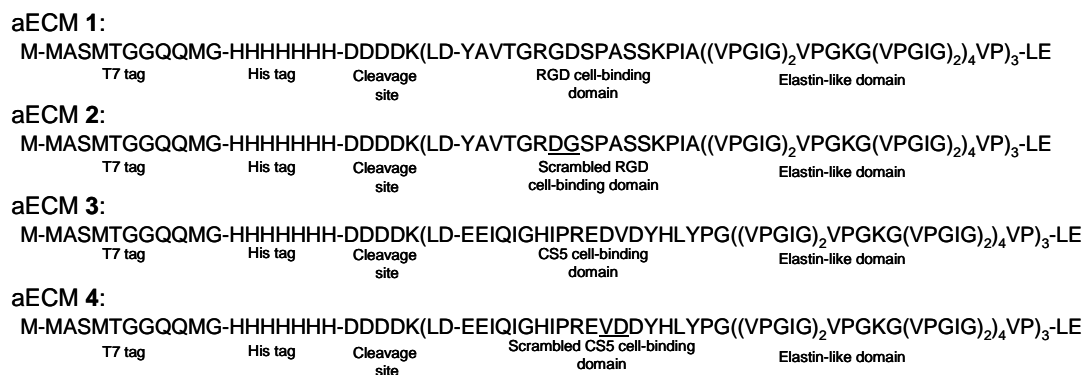 aECM 1:
M-MASMTGGQQMG-HHHHHHH-DDDDK(LD-YAVTGRGDSPASSKPIA((VPGIG)₂VPGKG(VPGIG)₂)₄VP)₃-LE
T7 tag His tag Cleavage RGD cell-binding Elastin-like domain
site domain
aECM 2:
M-MASMTGGQQMG-HHHHHHH-DDDDK(LD-YAVTGRDGSPASSKPIA((VPGIG)₂VPGKG(VPGIG)₂)₄VP)₃-LE
T7 tag His tag Cleavage Scrambled RGD Elastin-like domain
site cell-binding domain
aECM 3:
M-MASMTGGQQMG-HHHHHHH-DDDDK(LD-EEIQIGHIPREDVDYHLYPG((VPGIG)₂VPGKG(VPGIG)₂)₄VP)₃-LE
T7 tag His tag Cleavage CS5 cell-binding Elastin-like domain
site domain
aECM 4:
M-MASMTGGQQMG-HHHHHHH-DDDDK(LD-EEIQIGHIPREVDDYHLYPG((VPGIG)₂VPGKG(VPGIG)₂)₄VP)₃-LE
T7 tag His tag Cleavage Scrambled CS5 cell-binding Elastin-like domain
site domain